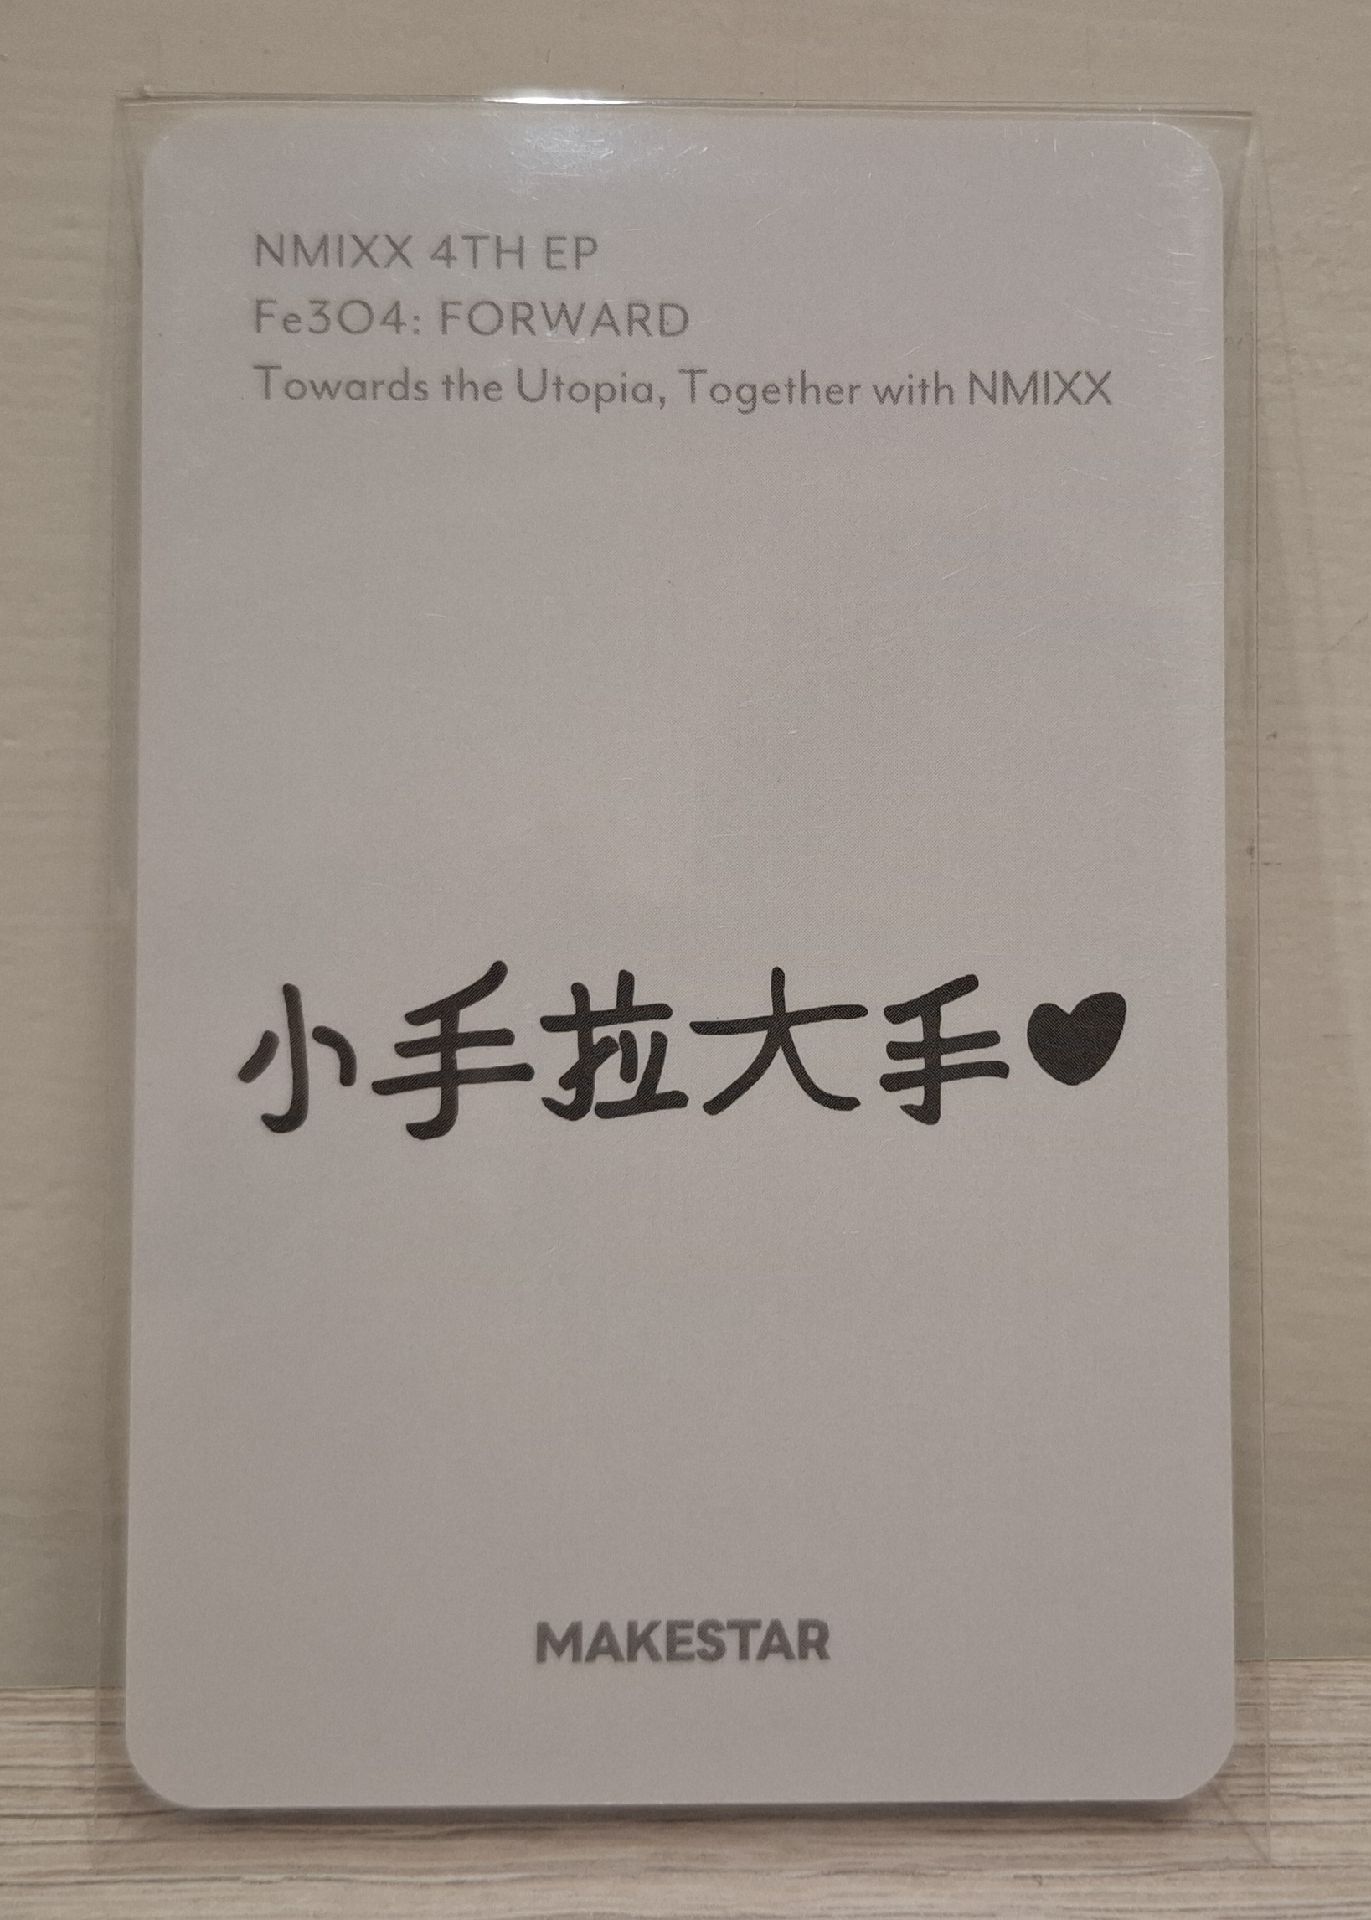 NMIXX 4TH EP
Fe3O4: FORWARD
Towards the Utopia, Together with NMIXX
小手拉大手♥
MAKESTAR